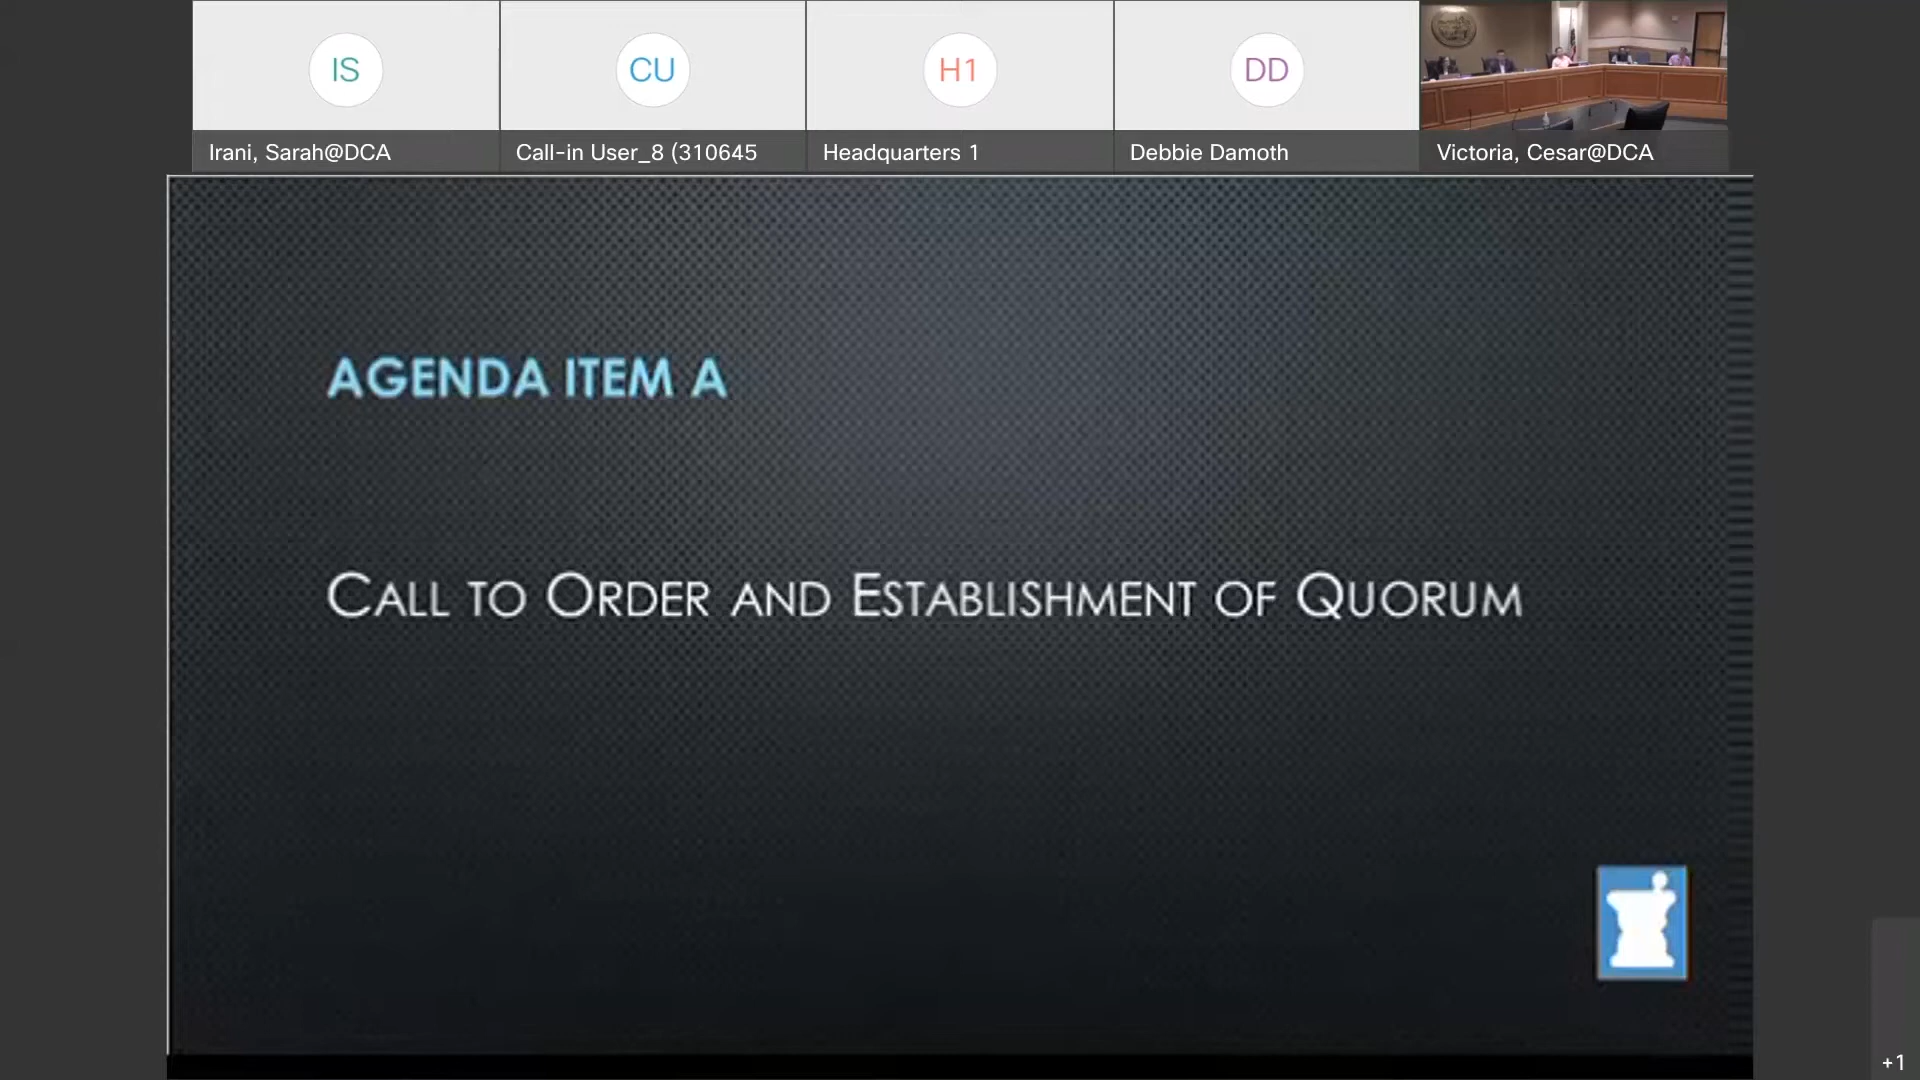 IS
CU
H1
DD
Irani, Sarah@DCA
Call-in User_8 (310645
Headquarters 1
Debbie Damoth
Victoria, Cesar@DCA
AGENDA ITEM A
CALL TO ORDER AND ESTABLISHMENT OF QUORUM
+1